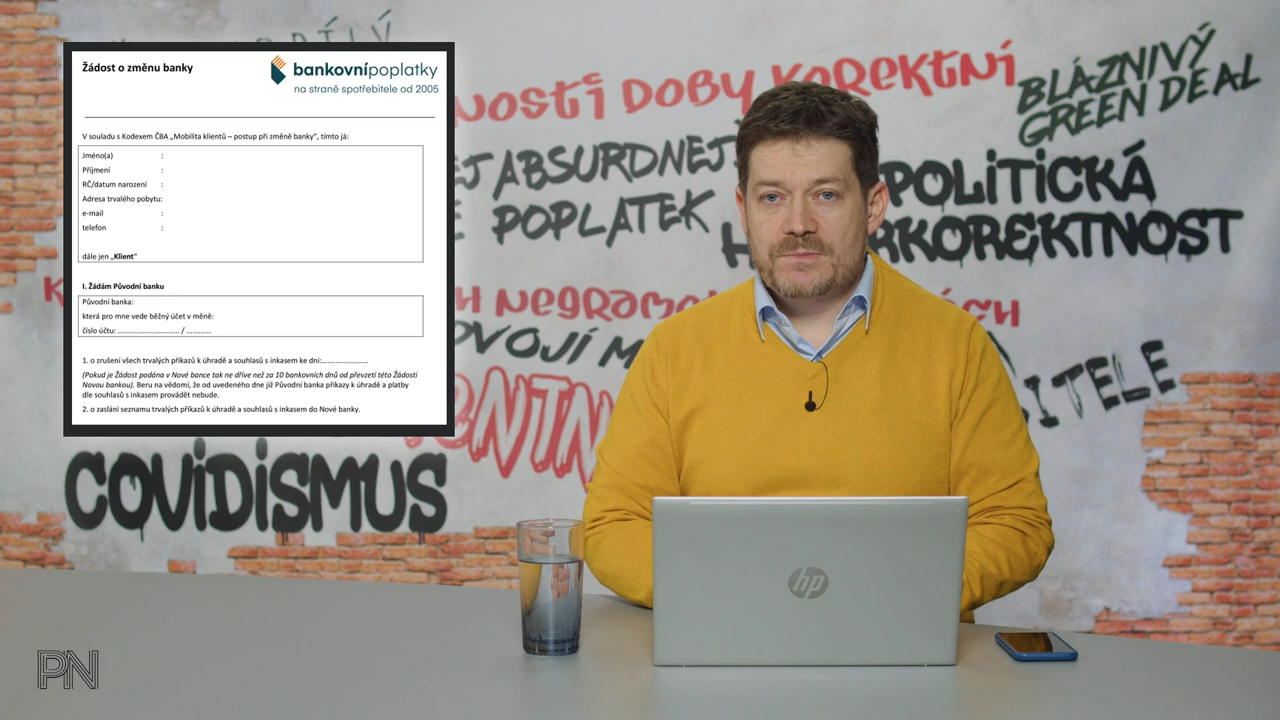 Žádost o změnu banky
bankovnípoplatky
na straně spotřebitele od 2005
V souladu s Kodexem ČBA „Mobilita klientů – postup při změně banky“, tímto já:
Jméno(a) :
Příjmení :
RČ/datum narození :
Adresa trvalého pobytu:
e-mail :
telefon :
dále jen „Klient“
I. Žádám Původní banku
Původní banka:
která pro mne vede běžný účet v měně:
číslo účtu: ................................ / ............
1. o zrušení všech trvalých příkazů k úhradě a souhlasů s inkasem ke dni:.......................
(Pokud je Žádost podána v Nové bance tak ne dříve než za 10 bankovních dnů od převzetí této Žádosti
Novou bankou). Beru na vědomí, že od uvedeného dne již Původní banka příkazy k úhradě a platby
dle souhlasů s inkasem provádět nebude.
2. o zaslání seznamu trvalých příkazů k úhradě a souhlasů s inkasem do Nové banky.
DOBY KOREKTNÍ
BLÁZNIVÝ
GREEN DEAL
ABSURDNEJ
POPLATEK
POLITICKÁ
COVIDISMUS
hp
PN